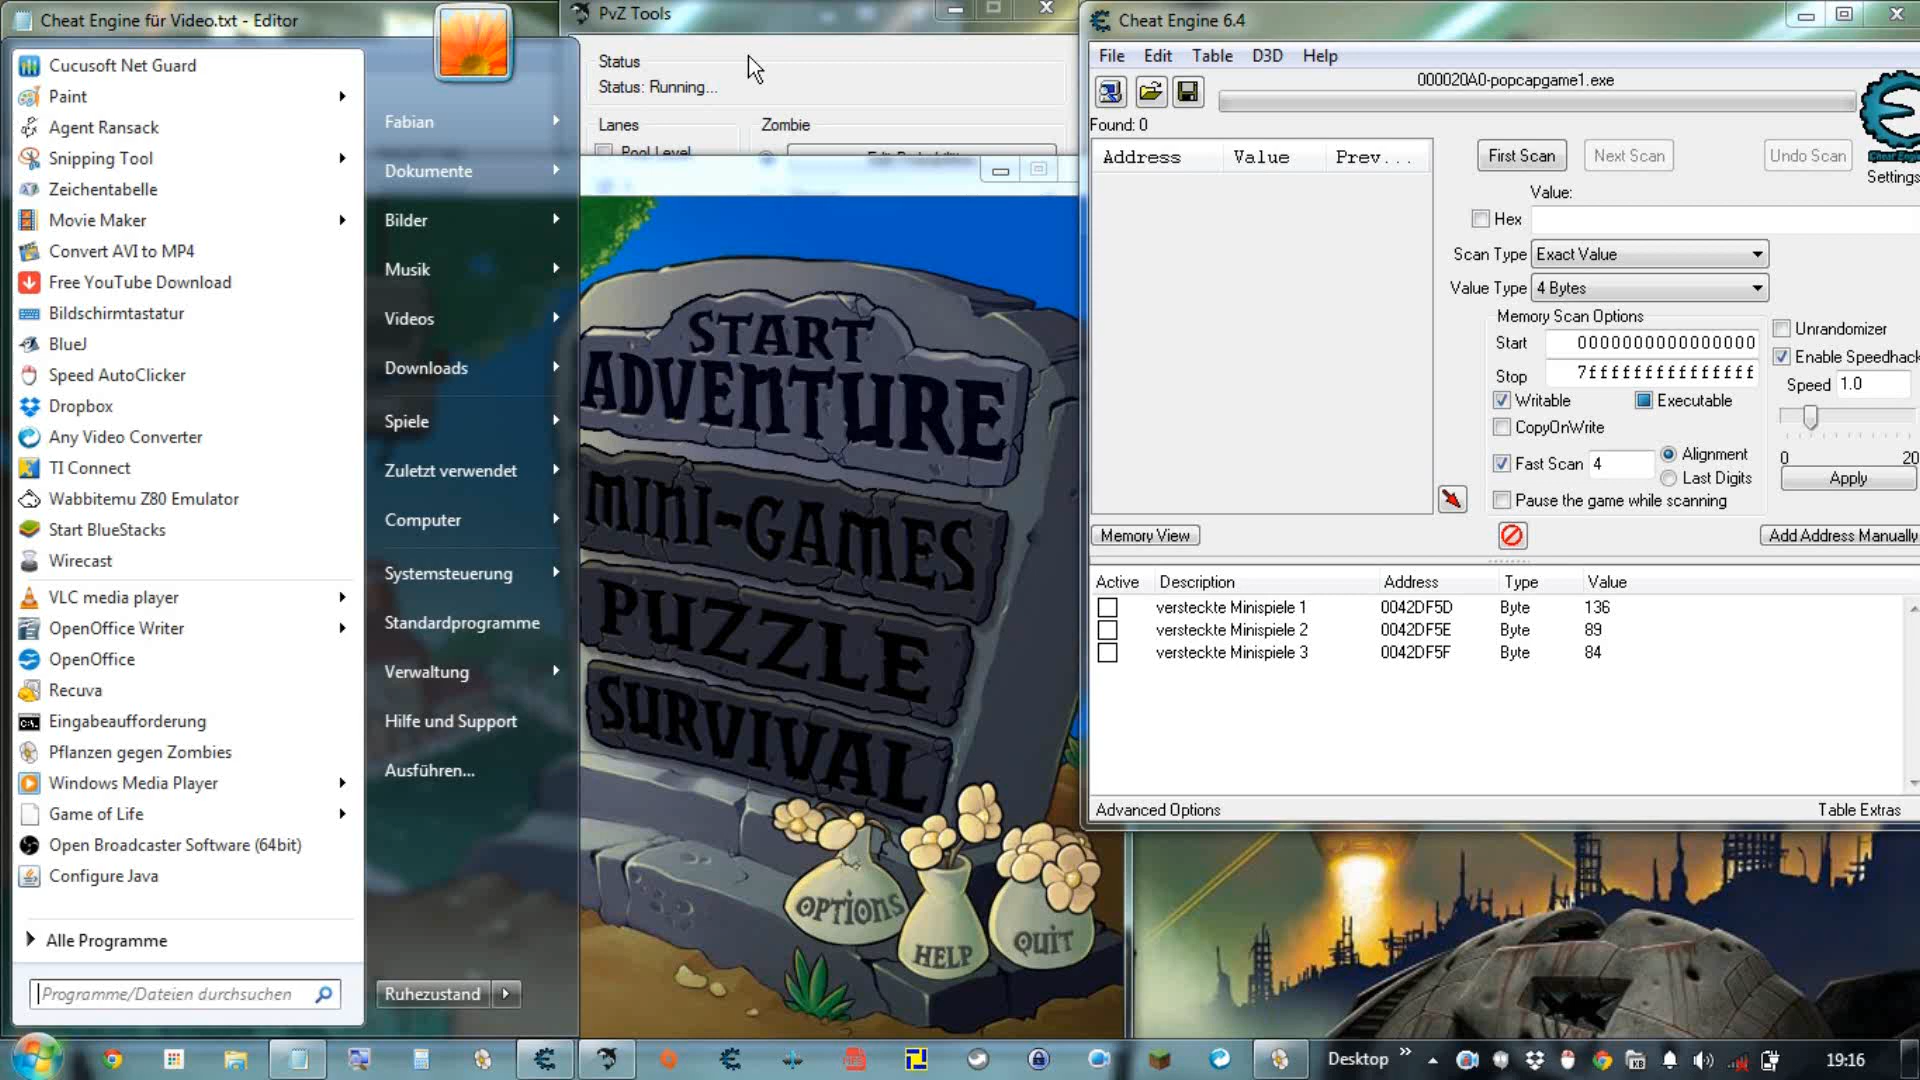 Cheat Engine für Video.txt - Editor
Cucusoft Net Guard
Paint
Agent Ransack
Snipping Tool
Zeichentabelle
Movie Maker
Convert AVI to MP4
Free YouTube Download
Bildschirmtastatur
BlueJ
Speed AutoClicker
Dropbox
Any Video Converter
TI Connect
Wabbitemu Z80 Emulator
Start BlueStacks
Wirecast
VLC media player
OpenOffice Writer
OpenOffice
Recuva
Eingabeaufforderung
Pflanzen gegen Zombies
Windows Media Player
Game of Life
Open Broadcaster Software (64bit)
Configure Java
Alle Programme
Programme/Dateien durchsuchen
Fabian
Dokumente
Bilder
Musik
Videos
Downloads
Spiele
Zuletzt verwendet
Computer
Systemsteuerung
Standardprogramme
Verwaltung
Hilfe und Support
Ausführen...
Ruhezustand
PvZ Tools
Status
Status: Running...
Lanes
Zombie
Pool Level
START
ADVENTURE
MINI-GAMES
PUZZLE
SURVIVAL
OPTIONS
HELP
QUIT
Cheat Engine 6.4
File Edit Table D3D Help
000020A0-popcapgame1.exe
Found: 0
Address Value Prev...
First Scan Next Scan Undo Scan
Cheat Engine
Settings
Value:
Hex
Scan Type Exact Value
Value Type 4 Bytes
Memory Scan Options
Start 0000000000000000
Stop 7fffffffffffffff
Writable Executable
CopyOnWrite
Fast Scan 4 Alignment
Last Digits
Pause the game while scanning
Unrandomizer
Enable Speedhack
Speed 1.0
0 20
Apply
Memory View
Add Address Manually
Active Description Address Type Value
versteckte Minispiele 1 0042DF5D Byte 136
versteckte Minispiele 2 0042DF5E Byte 89
versteckte Minispiele 3 0042DF5F Byte 84
Advanced Options Table Extras
Desktop
19:16